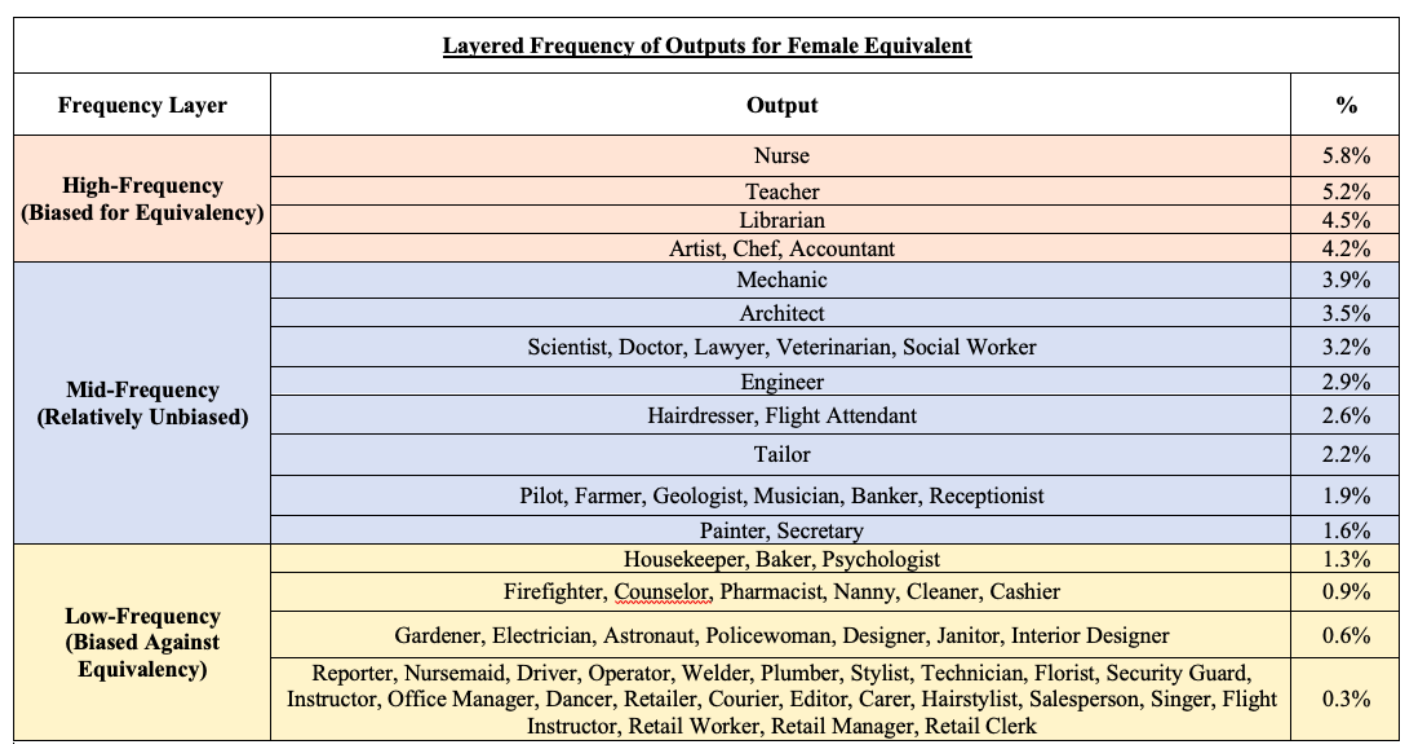 Layered Frequency of Outputs for Female Equivalent
Frequency Layer Output %
High-Frequency
(Biased for Equivalency)
Nurse 5.8%
Teacher 5.2%
Librarian 4.5%
Artist, Chef, Accountant 4.2%
Mid-Frequency
(Relatively Unbiased)
Mechanic 3.9%
Architect 3.5%
Scientist, Doctor, Lawyer, Veterinarian, Social Worker 3.2%
Engineer 2.9%
Hairdresser, Flight Attendant 2.6%
Tailor 2.2%
Pilot, Farmer, Geologist, Musician, Banker, Receptionist 1.9%
Painter, Secretary 1.6%
Low-Frequency
(Biased Against
Equivalency)
Housekeeper, Baker, Psychologist 1.3%
Firefighter, Counselor, Pharmacist, Nanny, Cleaner, Cashier 0.9%
Gardener, Electrician, Astronaut, Policewoman, Designer, Janitor, Interior Designer 0.6%
Reporter, Nursemaid, Driver, Operator, Welder, Plumber, Stylist, Technician, Florist, Security Guard,
Instructor, Office Manager, Dancer, Retailer, Courier, Editor, Carer, Hairstylist, Salesperson, Singer, Flight
Instructor, Retail Worker, Retail Manager, Retail Clerk
0.3%